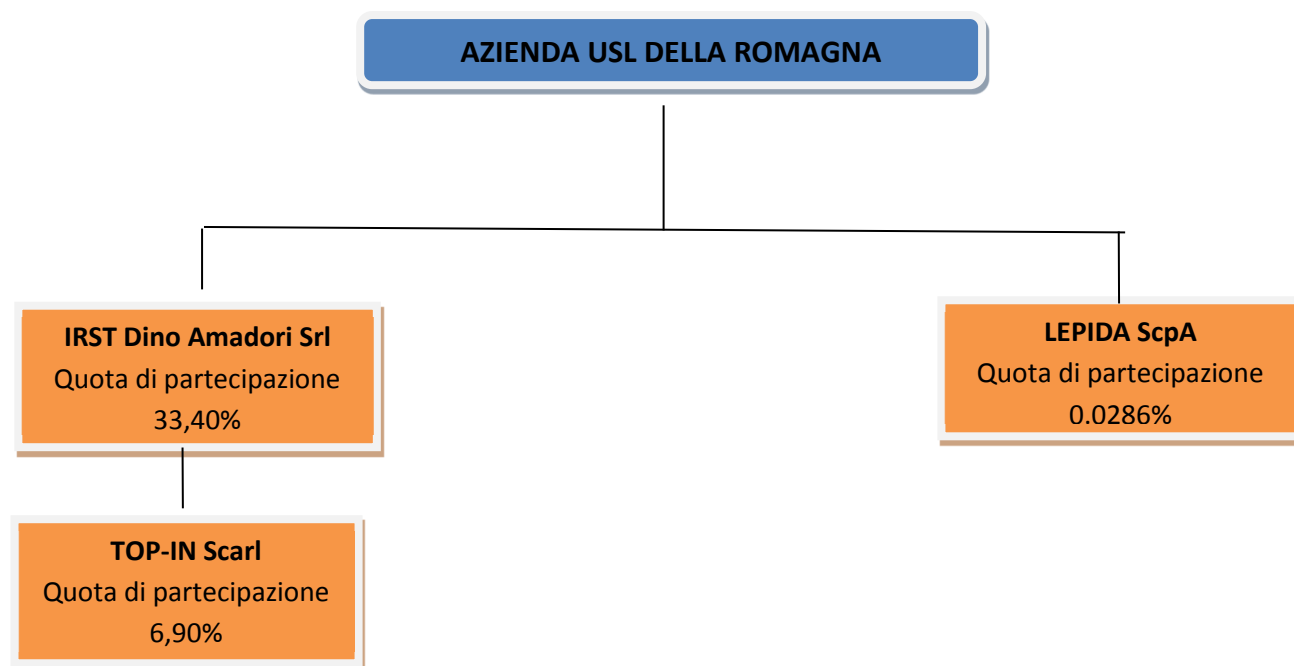 AZIENDA USL DELLA ROMAGNA
IRST Dino Amadori Srl
Quota di partecipazione
33,40%
LEPIDA ScpA
Quota di partecipazione
0.0286%
TOP-IN Scarl
Quota di partecipazione
6,90%